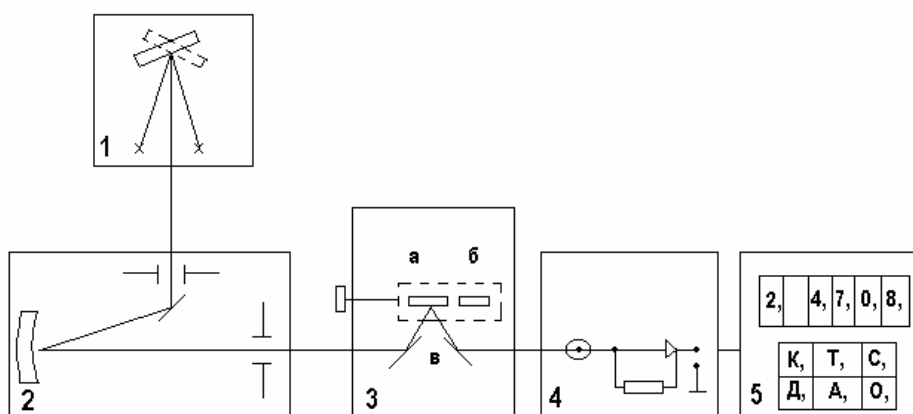 1
а б
2, 4, 7, 0, 8,
в
К, Т, С,
Д, А, О,
2
3
4
5